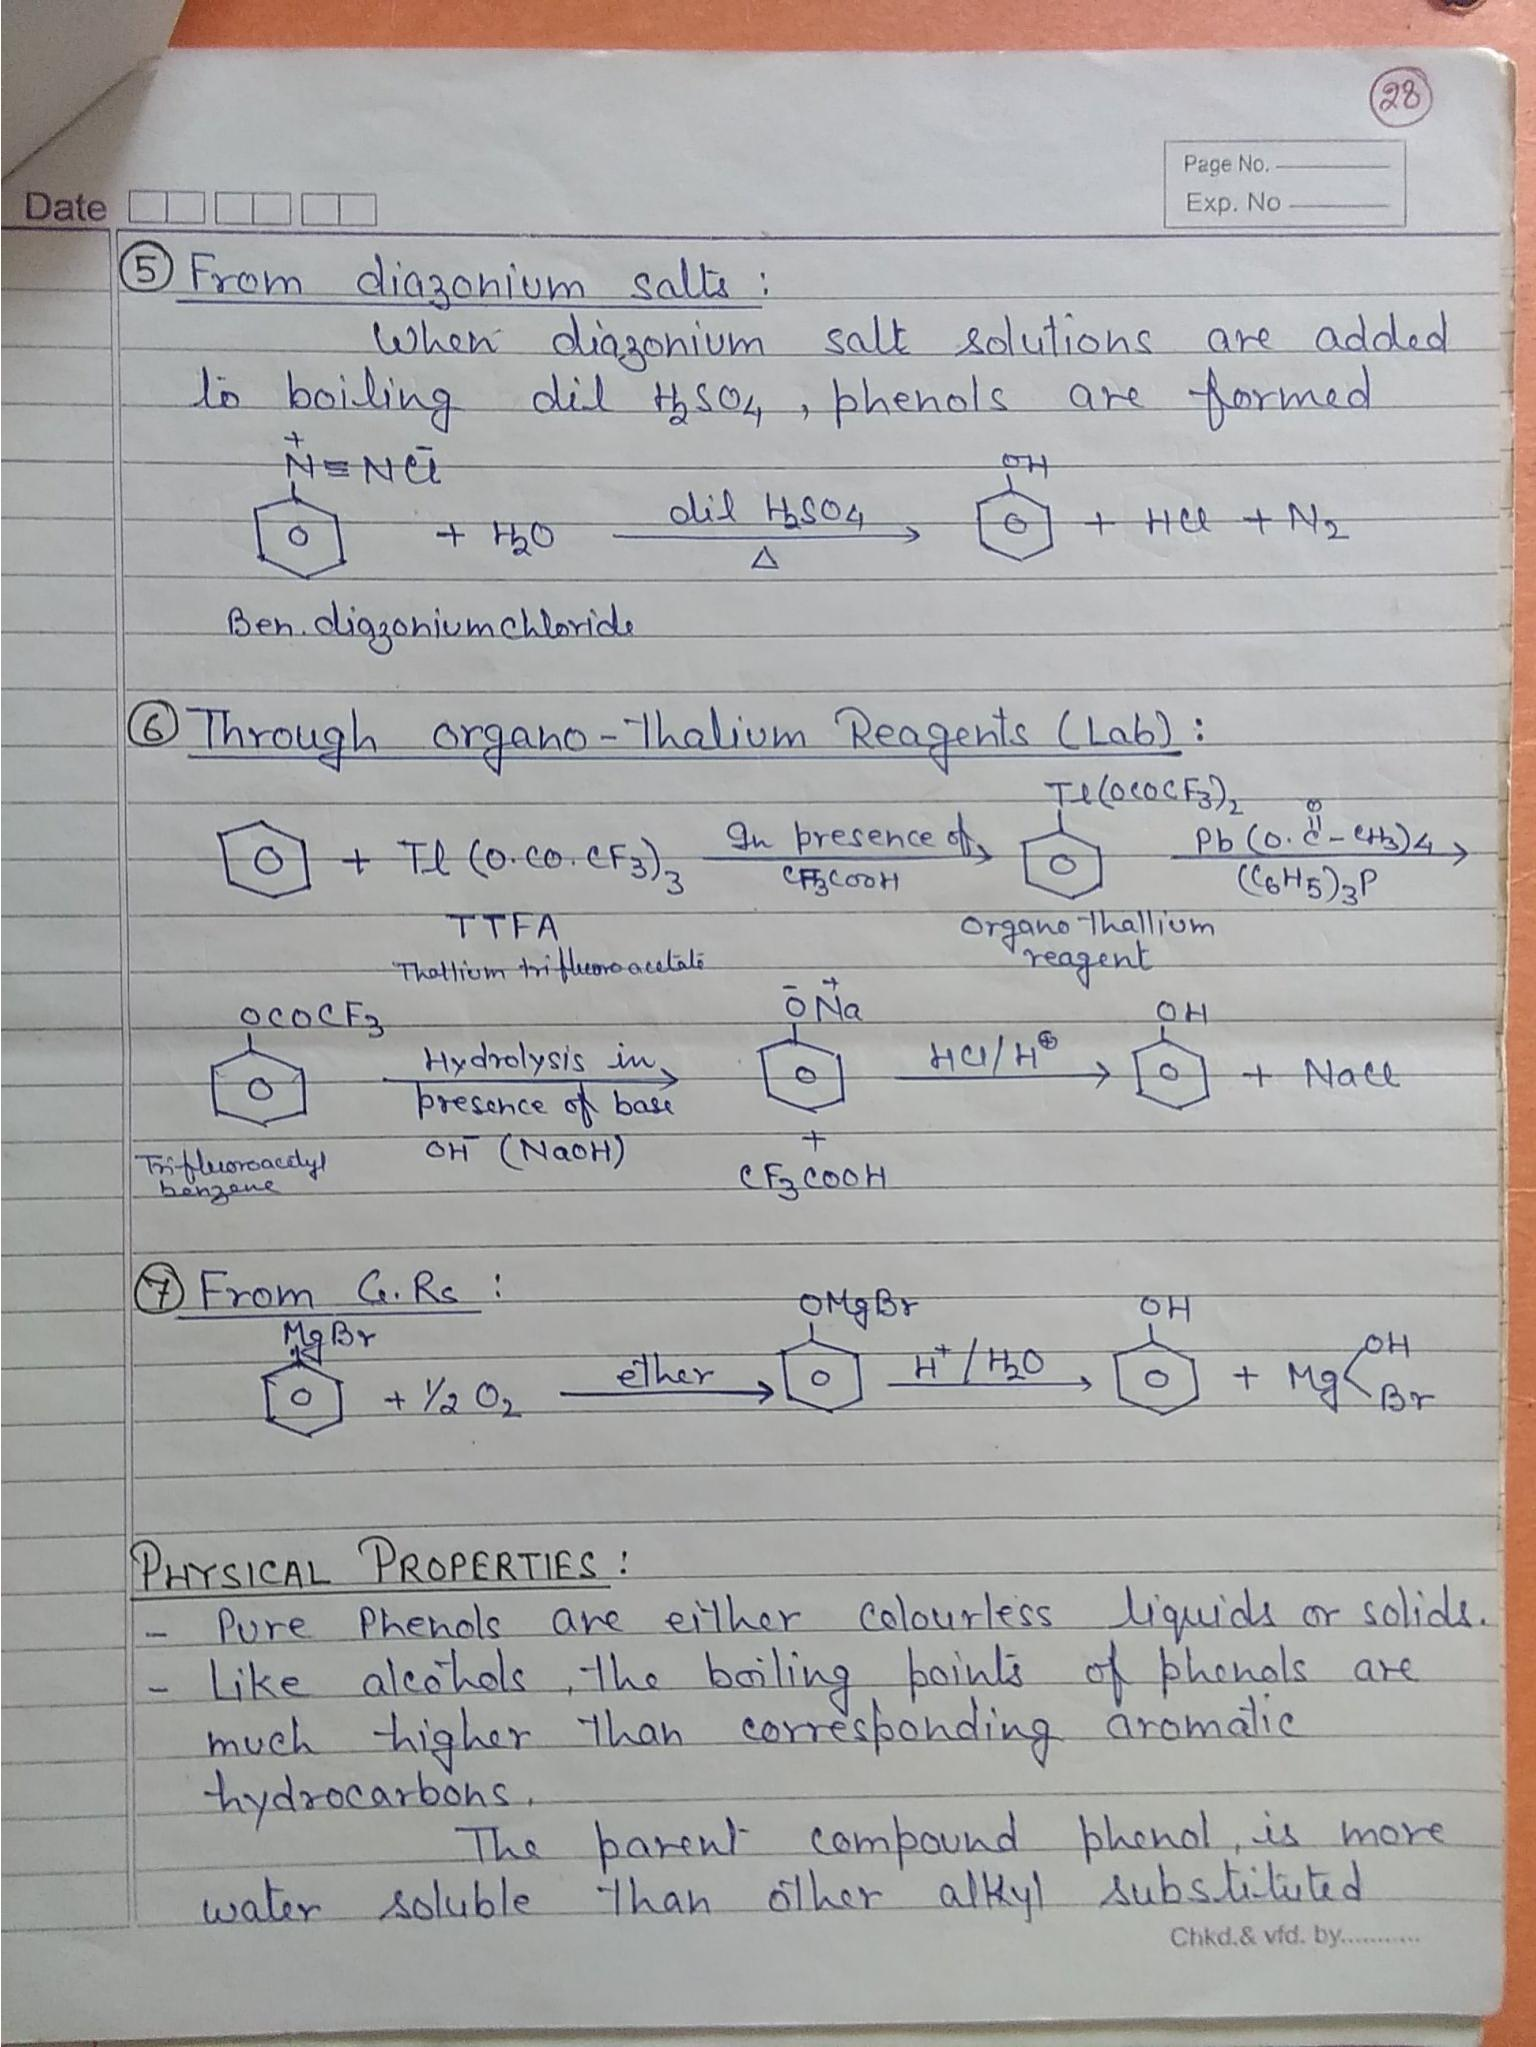 28
Page No.
Exp. No
Date
⑤ From diazonium salts :
When diazonium salt solutions are added
to boiling dil H₂SO₄, phenols are formed
N⁺≡NCl⁻ + H₂O dil H₂SO₄ → Δ OH + HCl + N₂
Ben. diazonium chloride
⑥ Through organo-thalium Reagents (Lab) :
+ Tl (O.CO.CF₃)₃ In presence of → CF₃COOH Tl(OCOCF₃)₂ Pb (O.C(=O)-CH₃)₄ → (C₆H₅)₃P
TTFA organo-thallium
Thallium trifluoroacetate reagent
OCOCF₃ Hydrolysis in → presence of base O⁻Na⁺ HCl/H⊕ → OH + NaCl
OH⁻ (NaOH) +
Trifluoroacetyl CF₃COOH
benzene
⑦ From G.Rs :
MgBr + ½ O₂ ether → OMgBr H⁺/H₂O → OH + Mg< OH Br
PHYSICAL PROPERTIES :
- Pure Phenols are either colourless liquids or solids.
- Like alcohols, the boiling points of phenols are
much higher than corresponding aromatic
hydrocarbons.
The parent compound phenol, is more
water soluble than other alkyl substituted
Chkd.& vfd. by...........